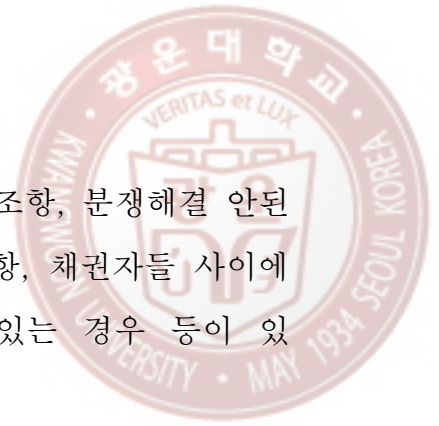 광운대학교
VERITAS et LUX
KWANGWOON UNIVERSITY • MAY 1934 SEOUL KOREA
조항, 분쟁해결 안된
항, 채권자들 사이에
있는 경우 등이 있